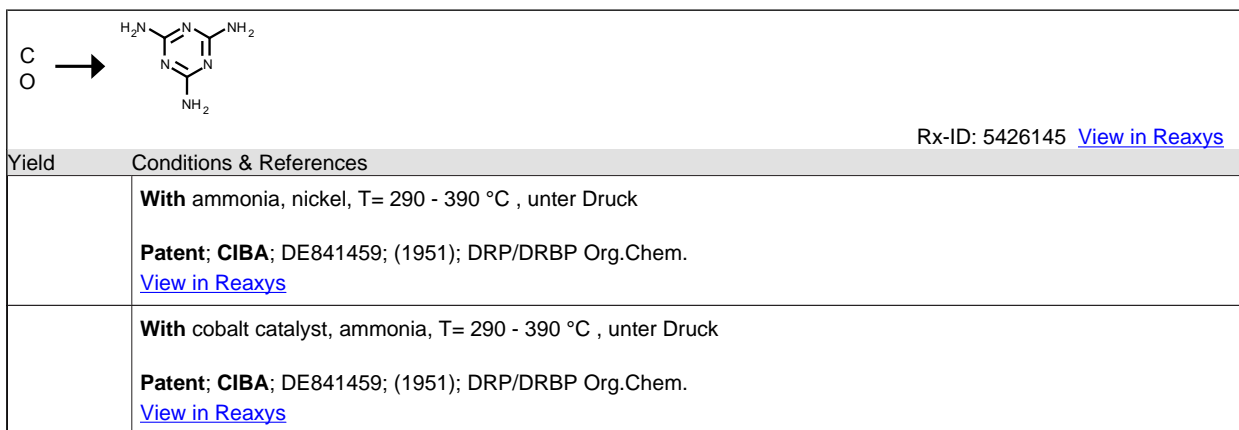 C
O
H2N N NH2
N N
NH2
Rx-ID: 5426145 View in Reaxys
Yield Conditions & References
With ammonia, nickel, T= 290 - 390 °C , unter Druck
Patent; CIBA; DE841459; (1951); DRP/DRBP Org.Chem.
View in Reaxys
With cobalt catalyst, ammonia, T= 290 - 390 °C , unter Druck
Patent; CIBA; DE841459; (1951); DRP/DRBP Org.Chem.
View in Reaxys